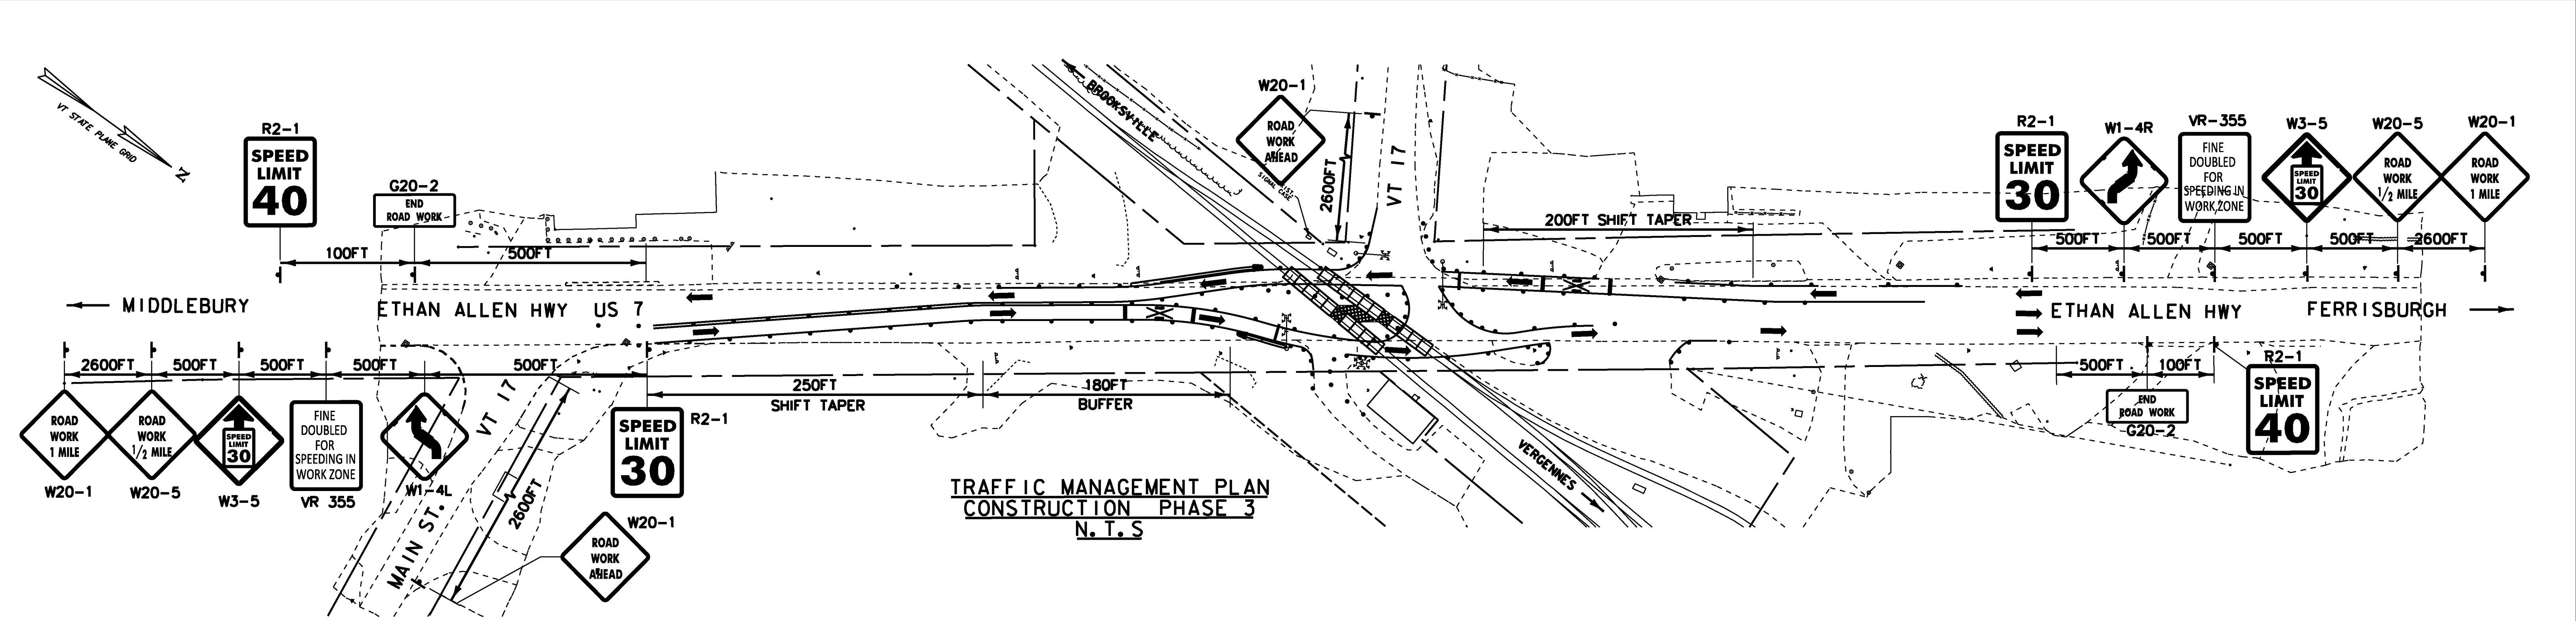 VT STATE PLANE GRID
N
R2-1
SPEED
LIMIT
40
G20-2
END
ROAD WORK
100FT
500FT
MIDDLEBURY
ETHAN ALLEN HWY US 7
BROOKSVILLE
W20-1
ROAD
WORK
AHEAD
SIGNAL CASE
2600FT
VT 17
200FT SHIFT TAPER
R2-1
SPEED
LIMIT
30
W1-4R
VR-355
FINE
DOUBLED
FOR
SPEEDING IN
WORK ZONE
W3-5
SPEED
LIMIT
30
W20-5
ROAD
WORK
1/2 MILE
W20-1
ROAD
WORK
1 MILE
500FT
500FT
500FT
500FT
2600FT
ETHAN ALLEN HWY
FERRISBURGH
2600FT
500FT
500FT
500FT
500FT
ROAD
WORK
1 MILE
W20-1
ROAD
WORK
1/2 MILE
W20-5
SPEED
LIMIT
30
W3-5
FINE
DOUBLED
FOR
SPEEDING IN
WORK ZONE
VR 355
W1-4L
VT 17
MAIN ST.
2600FT
W20-1
ROAD
WORK
AHEAD
SPEED
LIMIT
30
R2-1
250FT
SHIFT TAPER
180FT
BUFFER
VERGENNES
500FT
100FT
END
ROAD WORK
G20-2
R2-1
SPEED
LIMIT
40
TRAFFIC MANAGEMENT PLAN
CONSTRUCTION PHASE 3
N.T.S